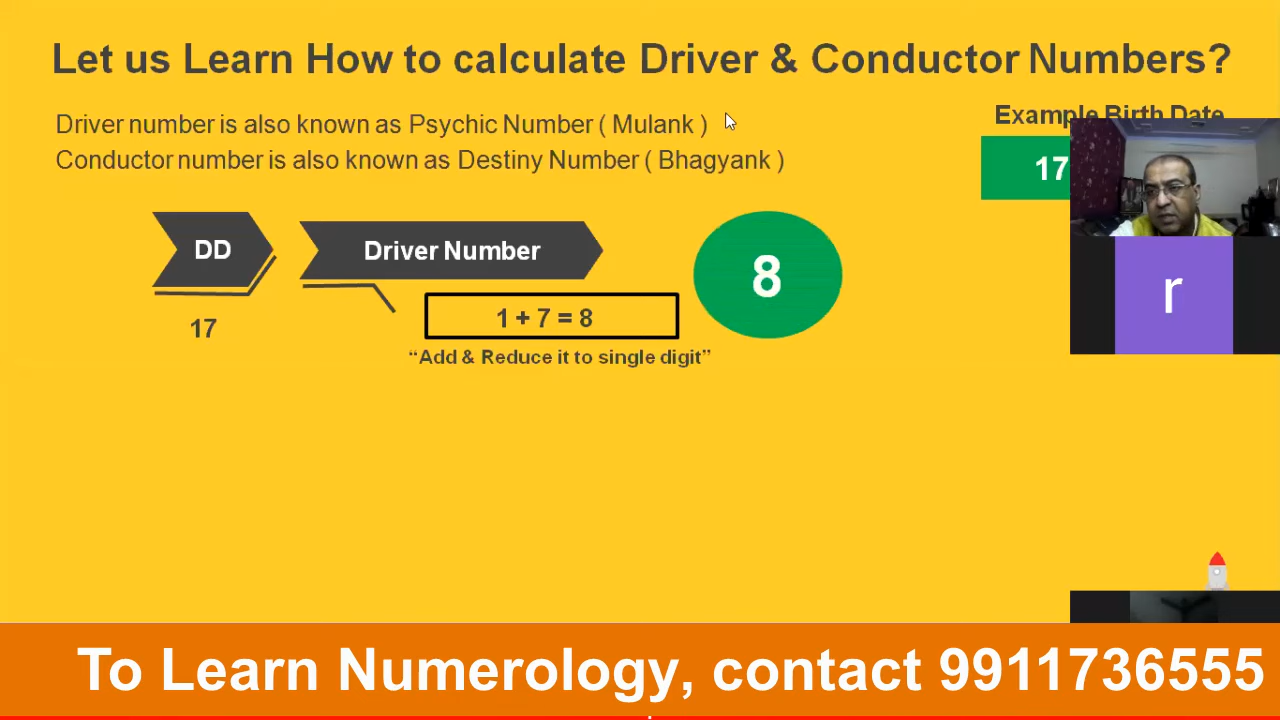 Let us Learn How to calculate Driver & Conductor Numbers?
Driver number is also known as Psychic Number ( Mulank )
Conductor number is also known as Destiny Number ( Bhagyank )
Example Birth Date
17
DD
Driver Number
8
17
1 + 7 = 8
“Add & Reduce it to single digit”
r
To Learn Numerology, contact 9911736555